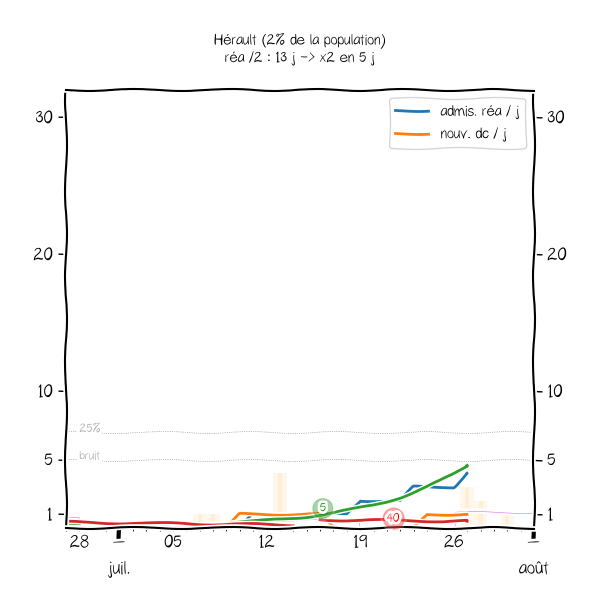 Hérault (2% de la population)
réa /2 : 13 j -> x2 en 5 j
admis. réa / j
nouv. dc / j
30
30
20
20
10
10
25%
5
5
bruit
5
40
1
1
28
05
12
19
26
juil.
août